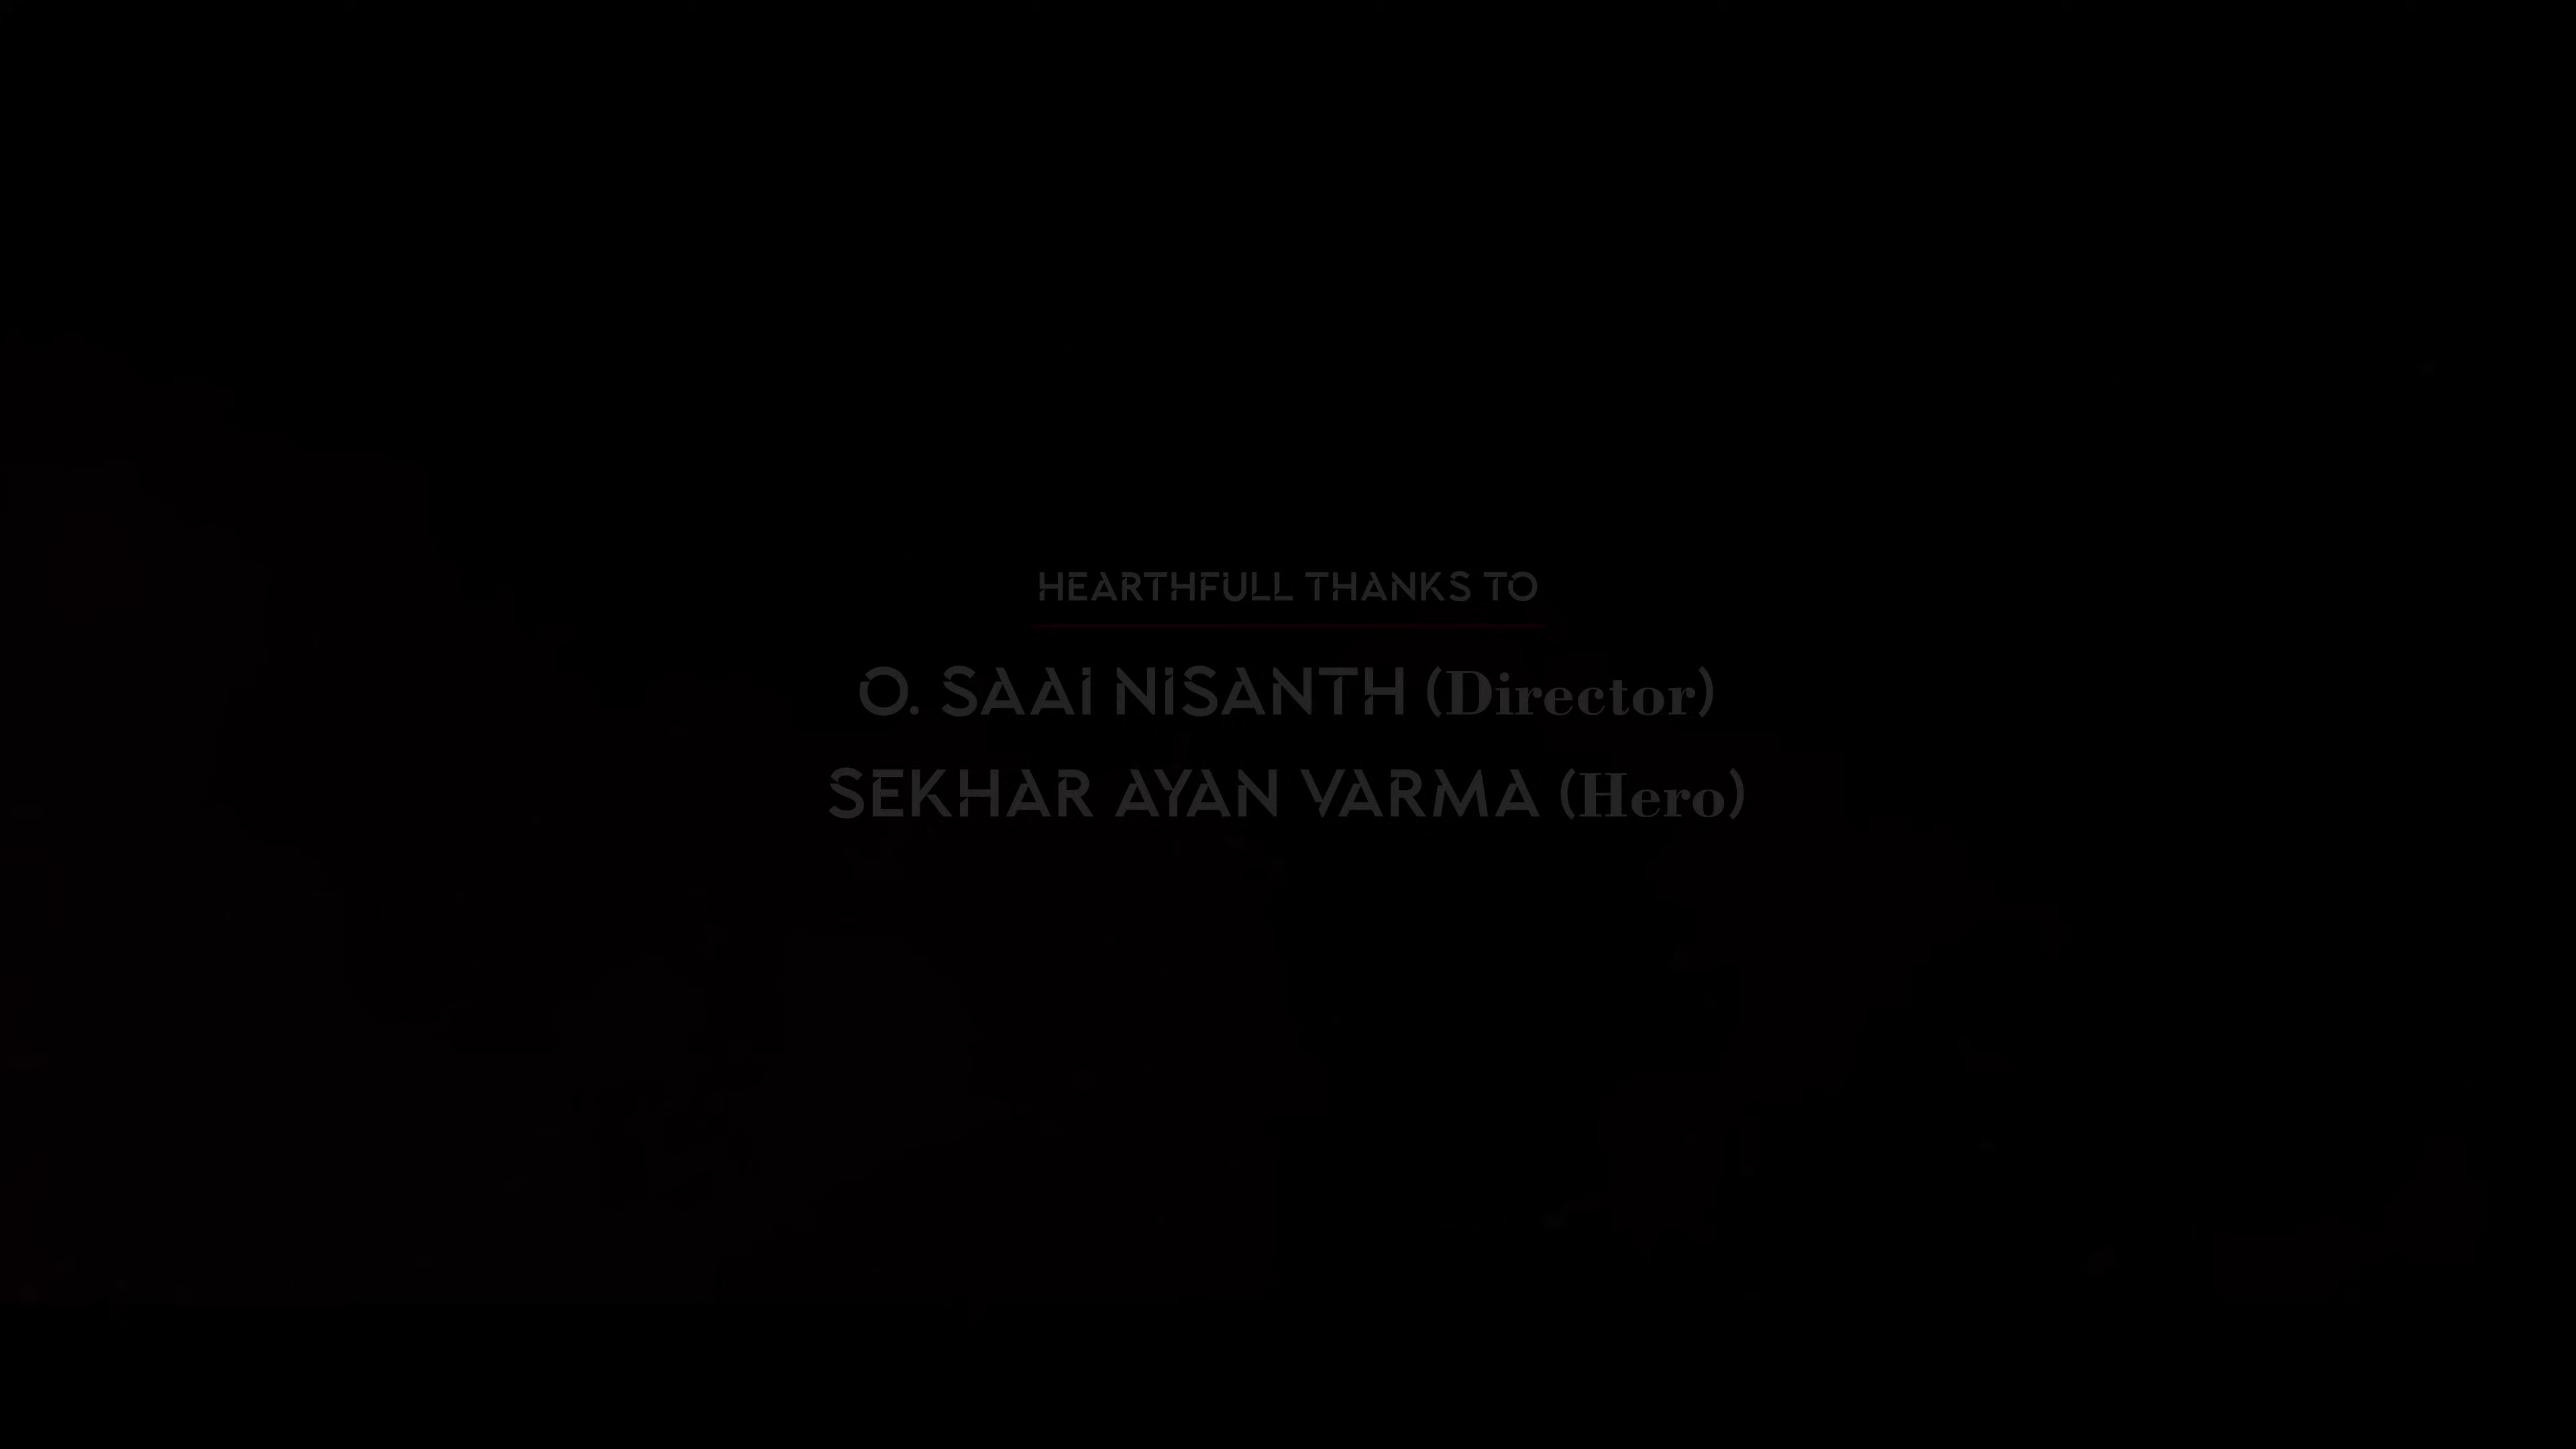 HEARTHFULL THANKS TO
O. SAAI NISANTH (Director)
SEKHAR AYAN VARMA (Hero)